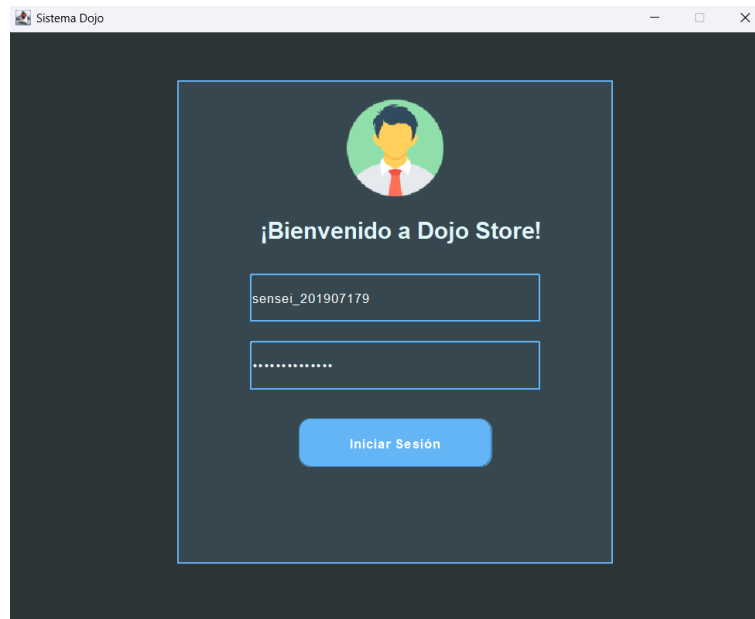 Sistema Dojo
¡Bienvenido a Dojo Store!
sensei_201907179
••••••••••••••
Iniciar Sesión